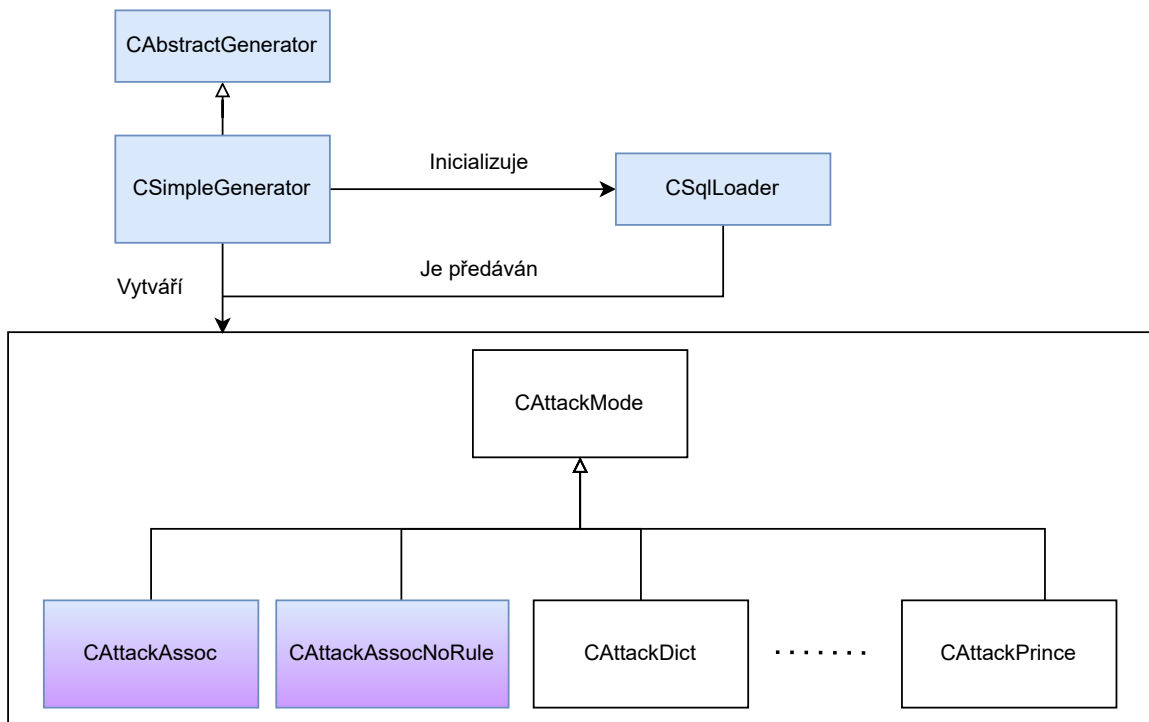 CAbstractGenerator
CSimpleGenerator
Inicializuje
CSqlLoader
Vytváří
Je předáván
CAttackMode
CAttackAssoc
CAttackAssocNoRule
CAttackDict
.......
CAttackPrince